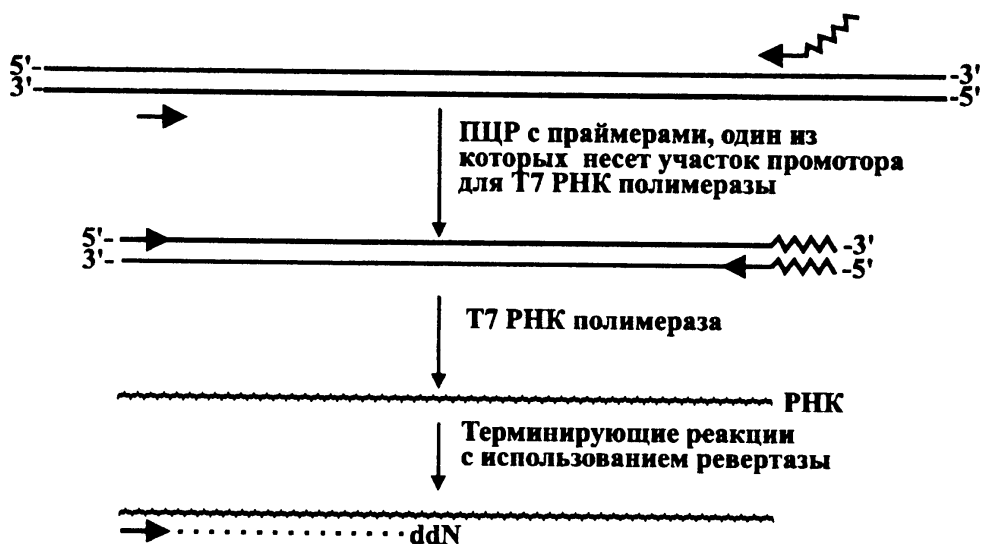 5'- -3'
3'- -5'
ПЦР с праймерами, один из
которых несет участок промотора
для Т7 РНК полимеразы
5'- -3'
3'- -5'
Т7 РНК полимераза
РНК
Терминирующие реакции
с использованием ревертазы
ddN